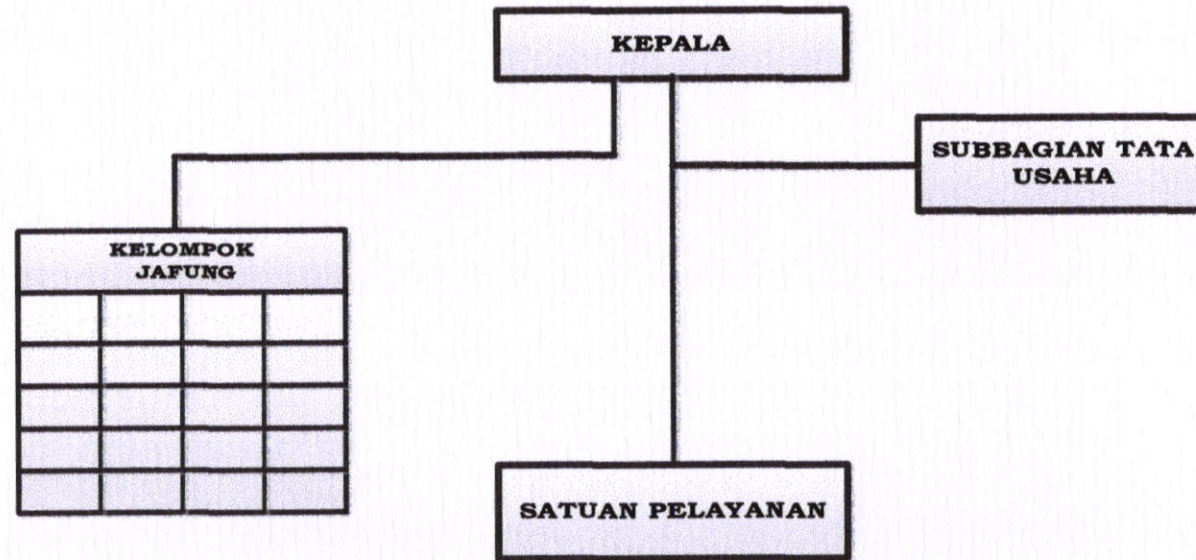 KEPALA
SUBBAGIAN TATA
USAHA
KELOMPOK
JAFUNG
SATUAN PELAYANAN